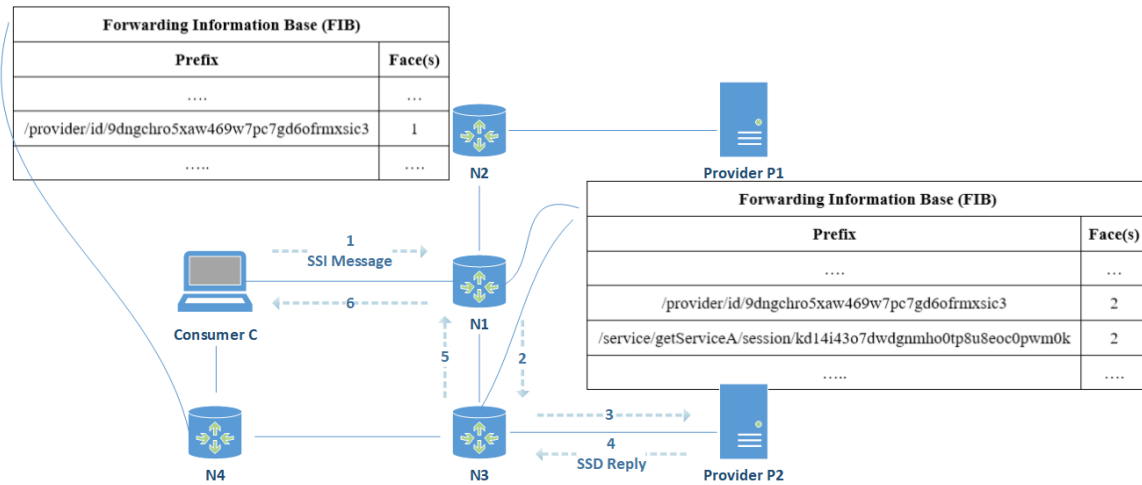 Forwarding Information Base (FIB)
Prefix Face(s)
…. …
/provider/id/9dngchro5xaw469w7pc7gd6ofrmxsic3 1
….. ….
N2
Provider P1
Forwarding Information Base (FIB)
Prefix Face(s)
…. …
/provider/id/9dngchro5xaw469w7pc7gd6ofrmxsic3 2
/service/getServiceA/session/kd14i43o7dwdgnmho0tp8u8eoc0pwm0k 2
….. ….
1
SSI Message
6
Consumer C
N1
5
2
3
4
SSD Reply
N4
N3
Provider P2